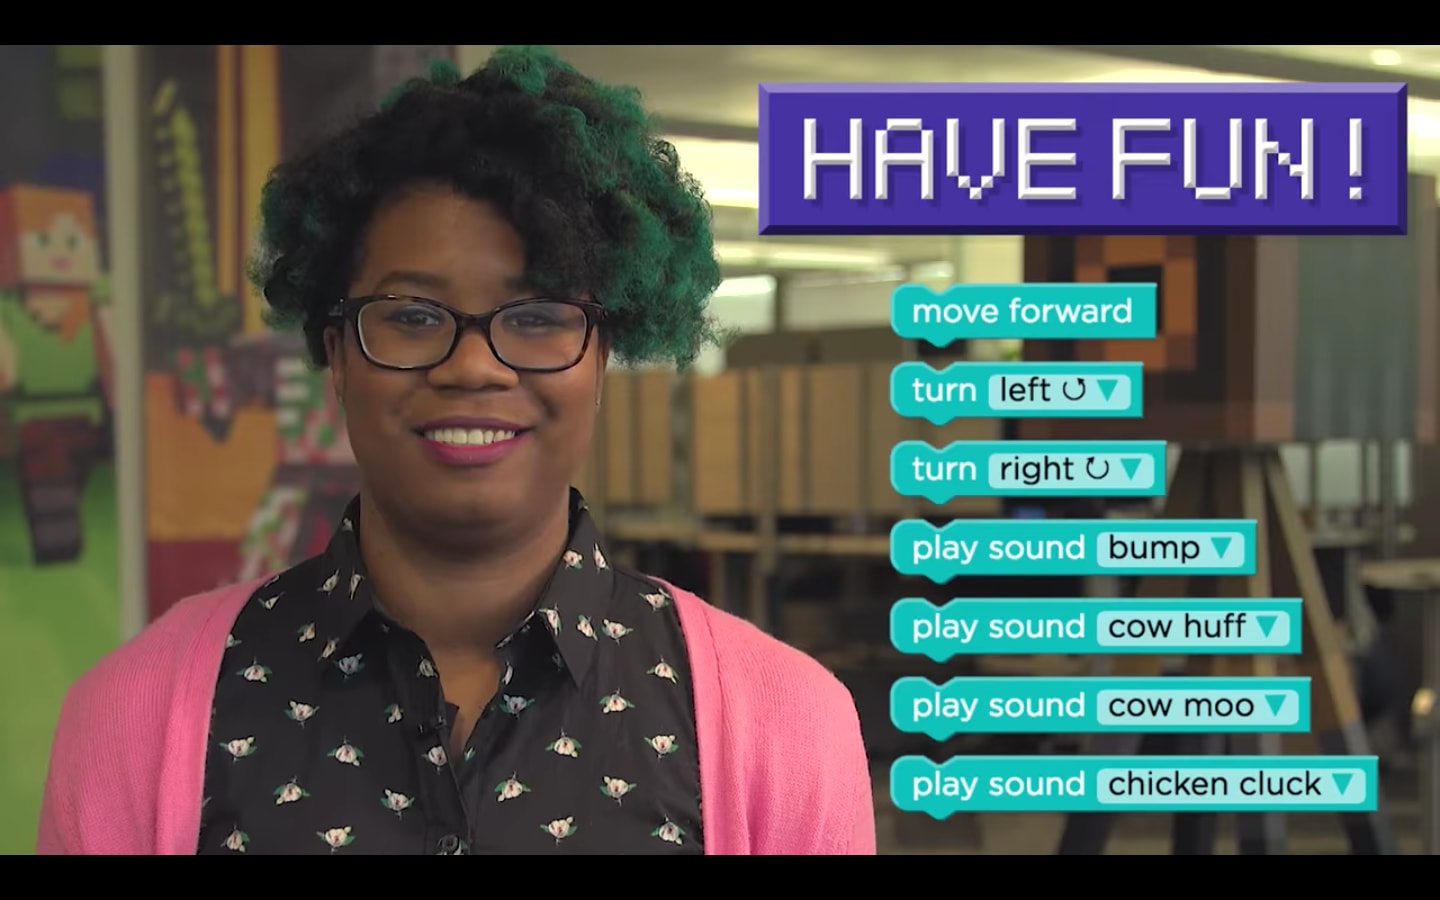 HAVE FUN!
move forward
turn left ↺ ▼
turn right ↻ ▼
play sound bump ▼
play sound cow huff ▼
play sound cow moo ▼
play sound chicken cluck ▼